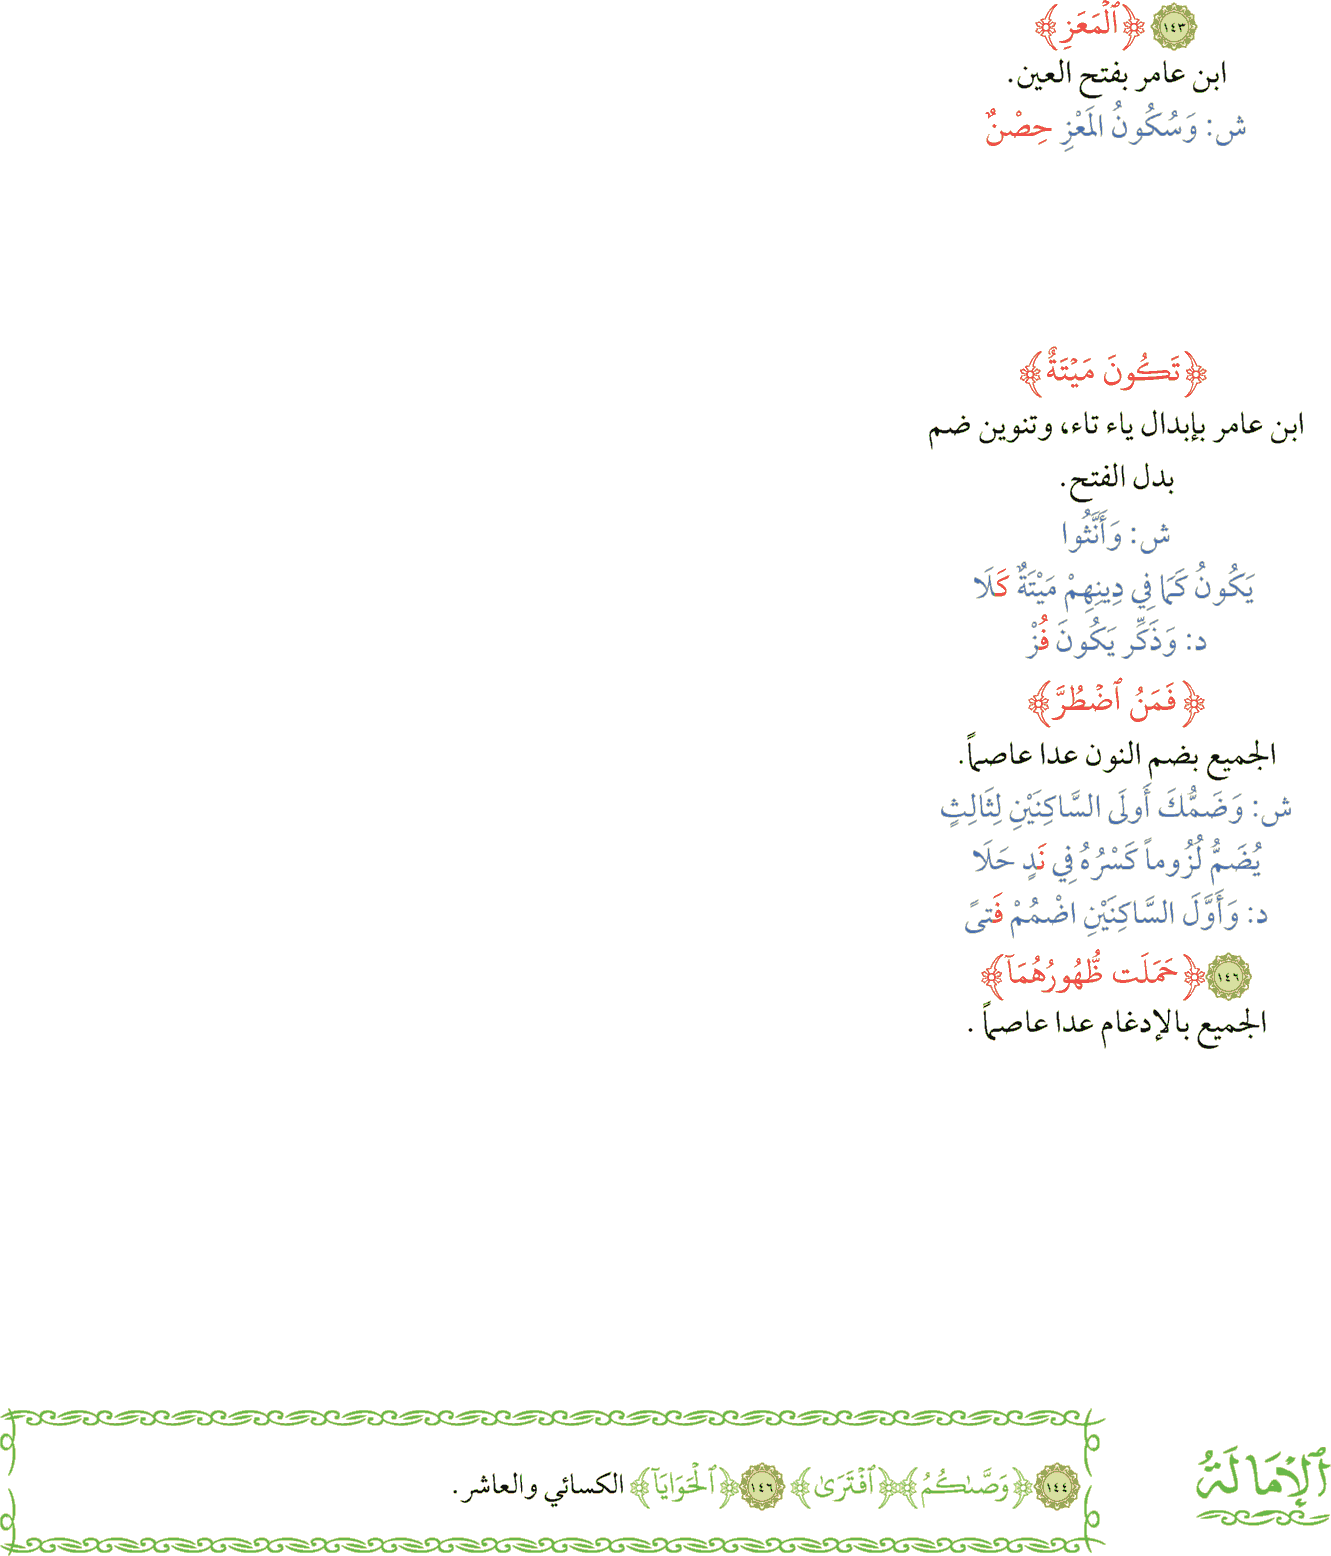 ١٤٣ ﴿ٱلْمَعَزِ﴾
ابن عامر بفتح العين.
ش: وَسُكُونُ المَعْزِ حِصْنٌ
﴿تَكُونَ مَيْتَةٌ﴾
ابن عامر بإبدال ياء تاء، وتنوين ضم
بدل الفتح.
ش: وَأَنَّثُوا
يَكُونُ كَمَا فِي دِينِهِمْ مَيْتَةٌ كَلَا
د: وَذَكِّر يَكُونَ فُزْ
﴿فَمَنُ ٱضْطُرَّ﴾
الجميع بضم النون عدا عاصماً.
ش: وَضَمُّكَ أُولَى السَّاكِنَيْنِ لِثَالِثٍ
يُضَمُّ لُزُوماً كَسْرُهُ فِي نَدٍ حَلَا
د: وَأَوَّلَ السَّاكِنَيْنِ اضْمُمْ فَتىً
١٤٦ ﴿حَمَلَت ظُّهُورُهُمَآ﴾
الجميع بالإدغام عدا عاصماً .
ٱلْإِمَالَةُ
١٤٤ ﴿وَصَّىٰكُمُ﴾ ﴿ٱفْتَرَىٰ﴾ ١٤٦ ﴿ٱلْحَوَايَآ﴾ الكسائي والعاشر.